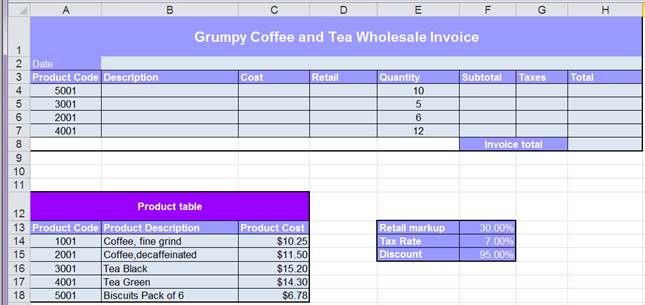 A B C D E F G H
1 Grumpy Coffee and Tea Wholesale Invoice
2 Date
3 Product Code Description Cost Retail Quantity Subtotal Taxes Total
4 5001 10
5 3001 5
6 2001 6
7 4001 12
8 Invoice total
9
10
11
12 Product table
13 Product Code Product Description Product Cost Retail markup 30.00%
14 1001 Coffee, fine grind $10.25 Tax Rate 7.00%
15 2001 Coffee,decaffeinated $11.50 Discount 95.00%
16 3001 Tea Black $15.20
17 4001 Tea Green $14.30
18 5001 Biscuits Pack of 6 $6.78